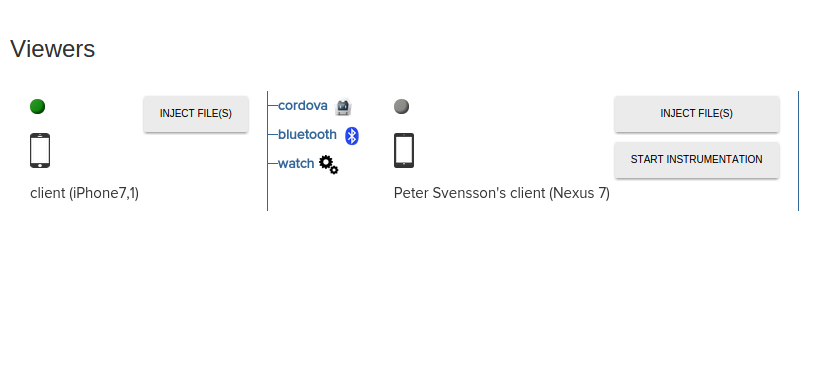 Viewers
INJECT FILE(S)
client (iPhone7,1)
cordova
bluetooth
watch
INJECT FILE(S)
START INSTRUMENTATION
Peter Svensson's client (Nexus 7)